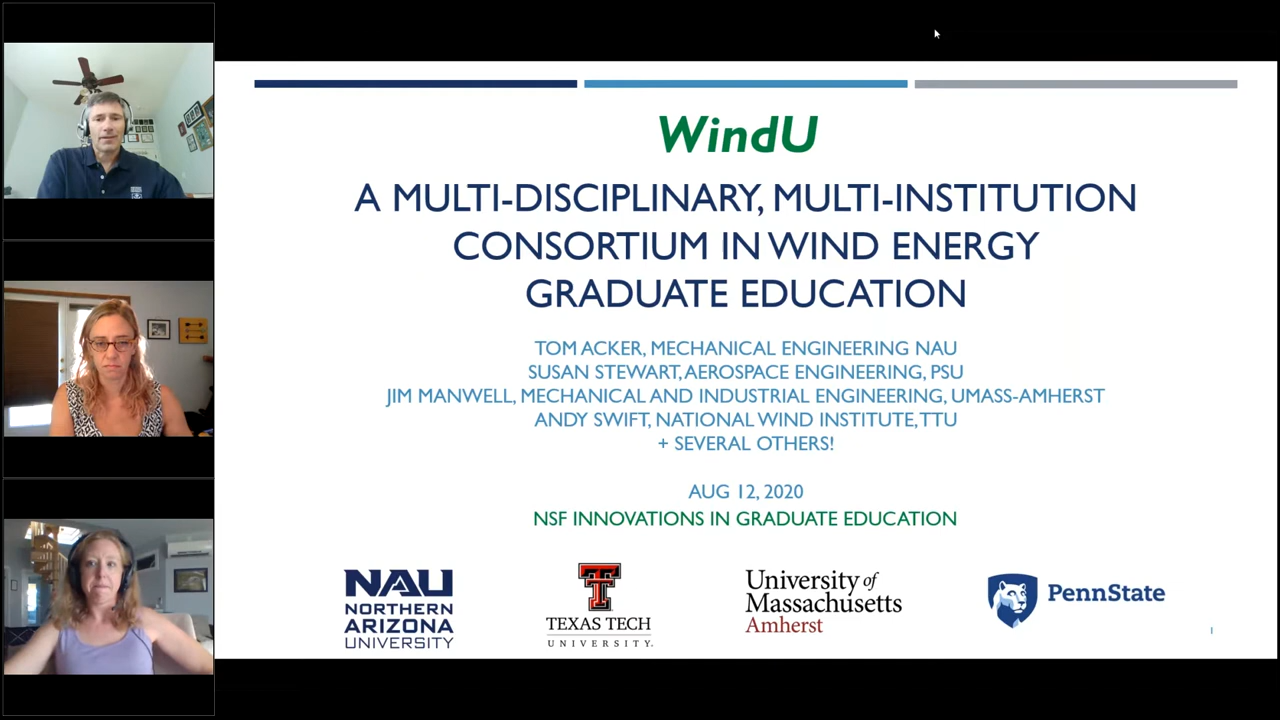 WindU
A MULTI-DISCIPLINARY, MULTI-INSTITUTION
CONSORTIUM IN WIND ENERGY
GRADUATE EDUCATION
TOM ACKER, MECHANICAL ENGINEERING NAU
SUSAN STEWART, AEROSPACE ENGINEERING, PSU
JIM MANWELL, MECHANICAL AND INDUSTRIAL ENGINEERING, UMASS-AMHERST
ANDY SWIFT, NATIONAL WIND INSTITUTE, TTU
+ SEVERAL OTHERS!
AUG 12, 2020
NSF INNOVATIONS IN GRADUATE EDUCATION
NAU
NORTHERN
ARIZONA
UNIVERSITY
TEXAS TECH
UNIVERSITY.
University of
Massachusetts
Amherst
PennState
1